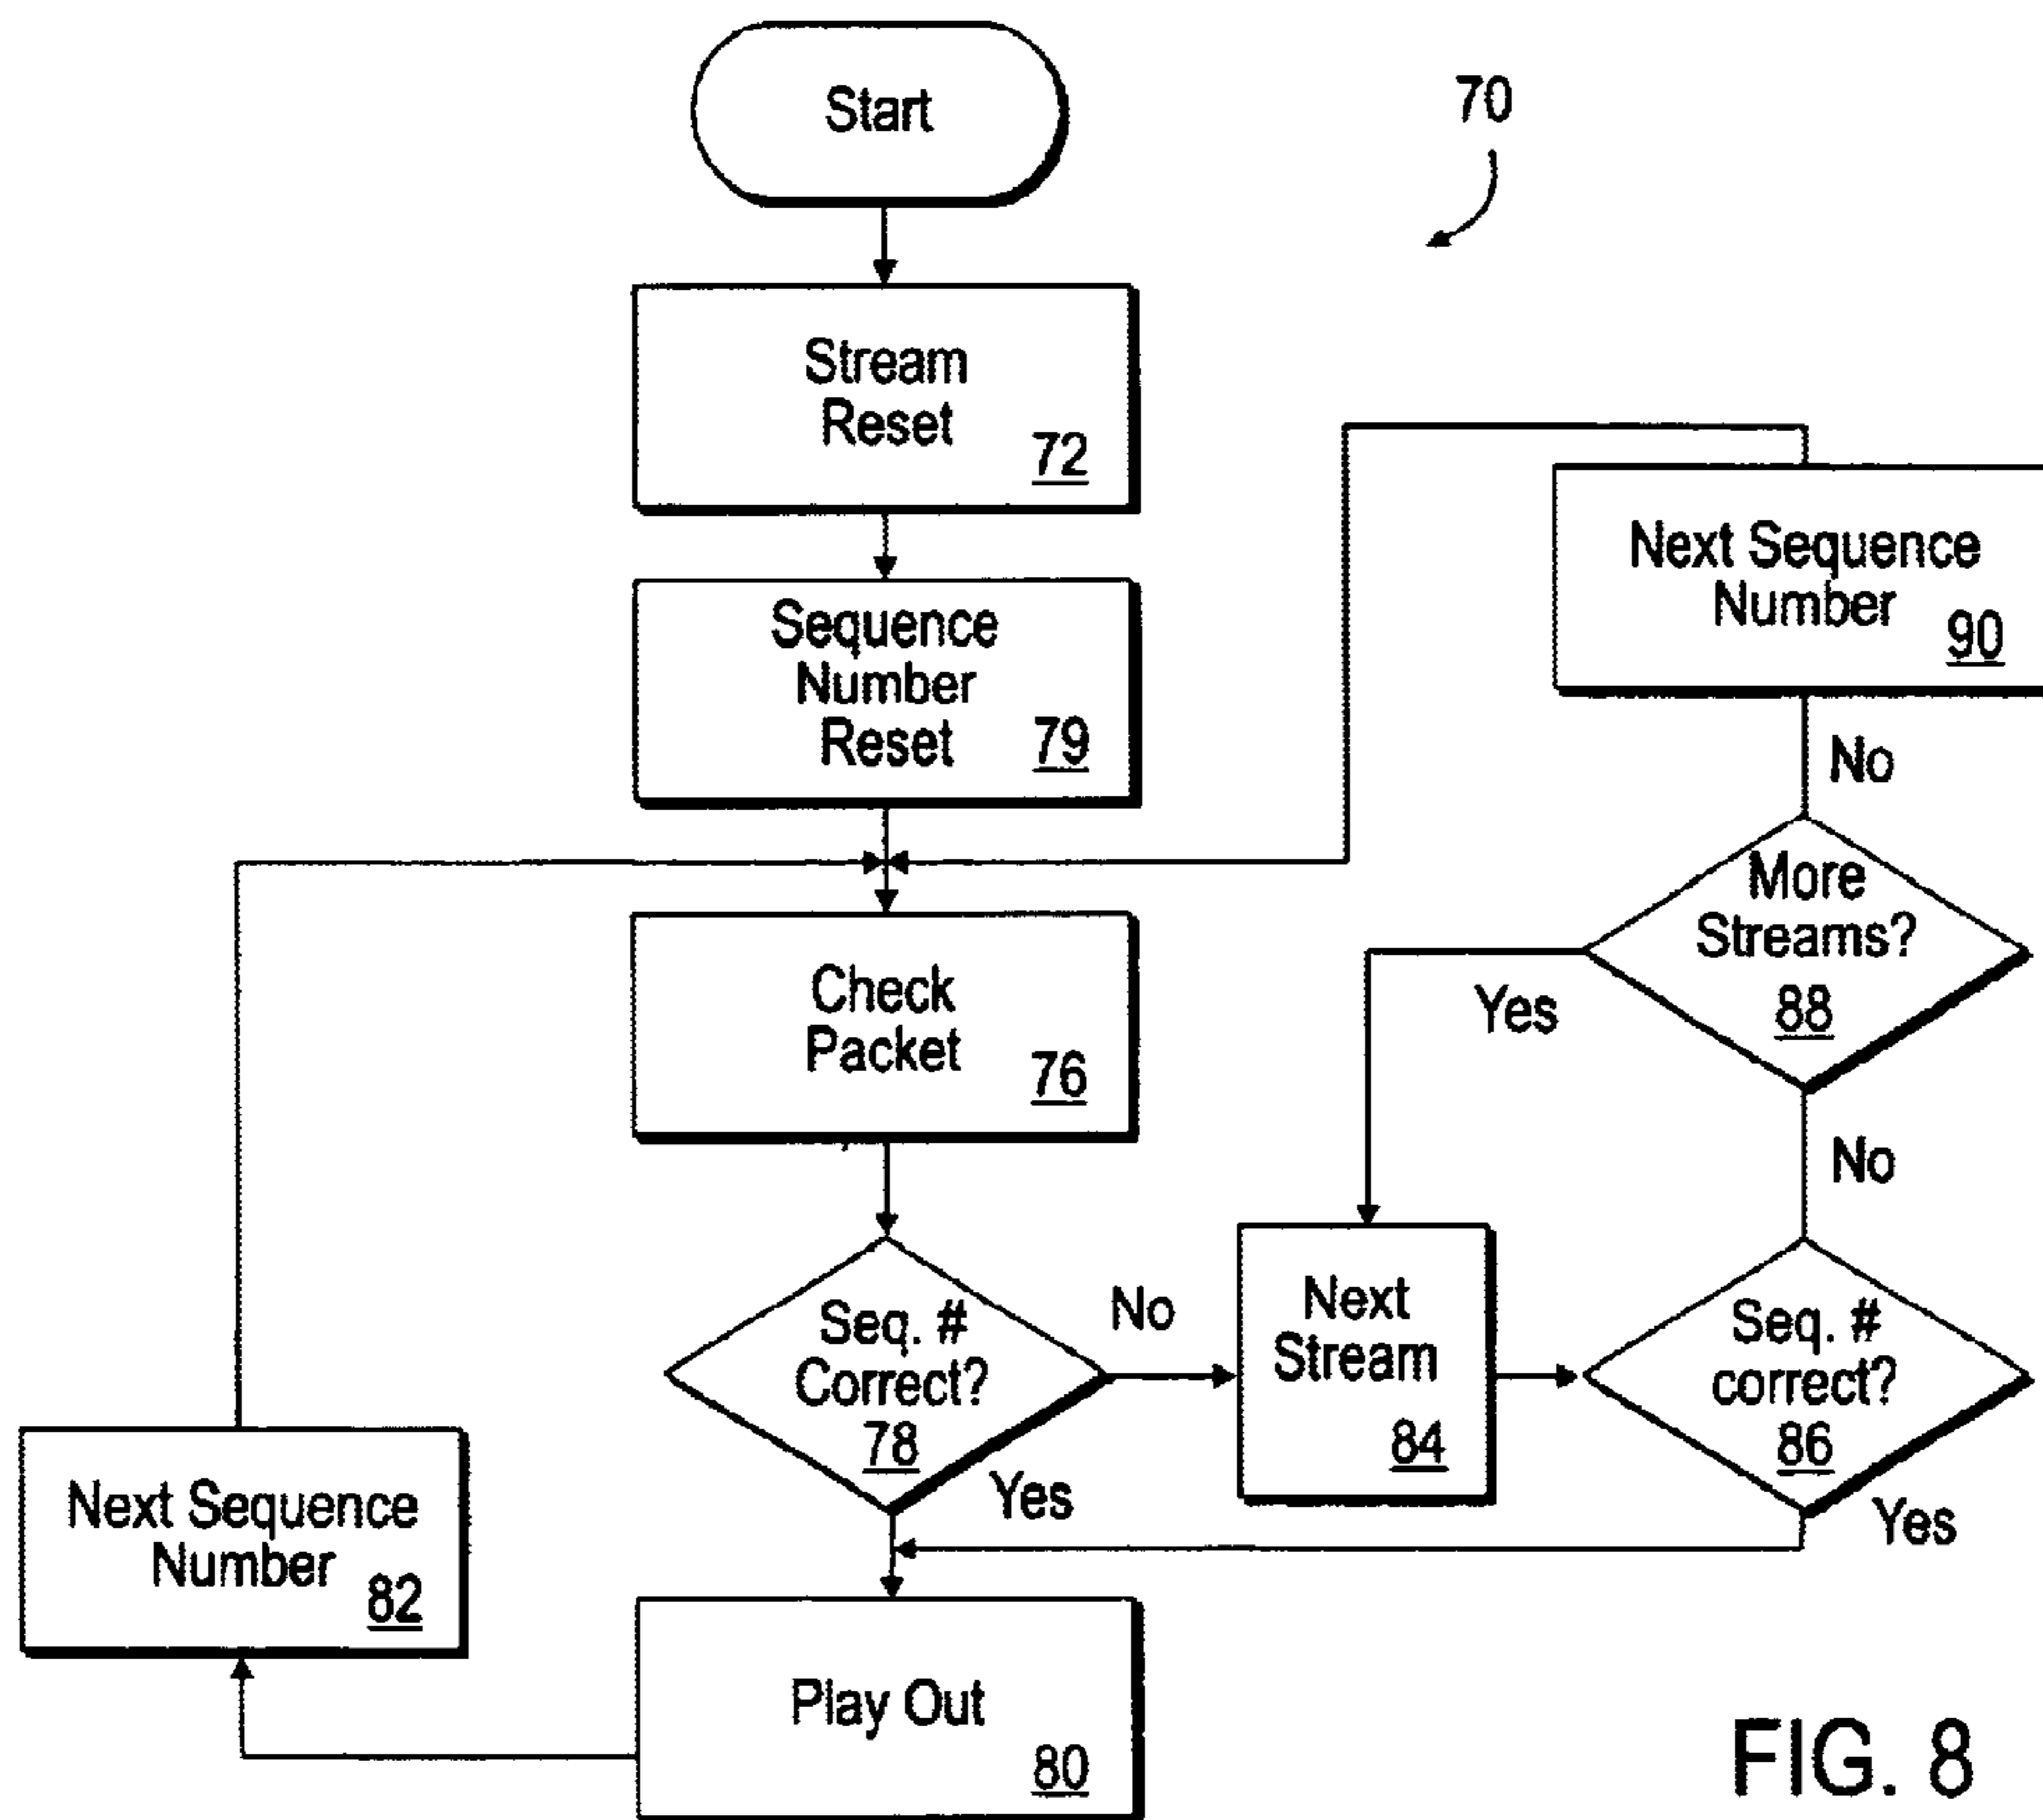 Start
70
Stream
Reset
72
Sequence
Number
Reset
79
Next Sequence
Number
90
No
More
Streams?
88
Yes
Check
Packet
76
No
Seq. #
Correct?
78
No
Yes
Next
Stream
84
Seq. #
correct?
86
Yes
Next Sequence
Number
82
Play Out
80
FIG. 8